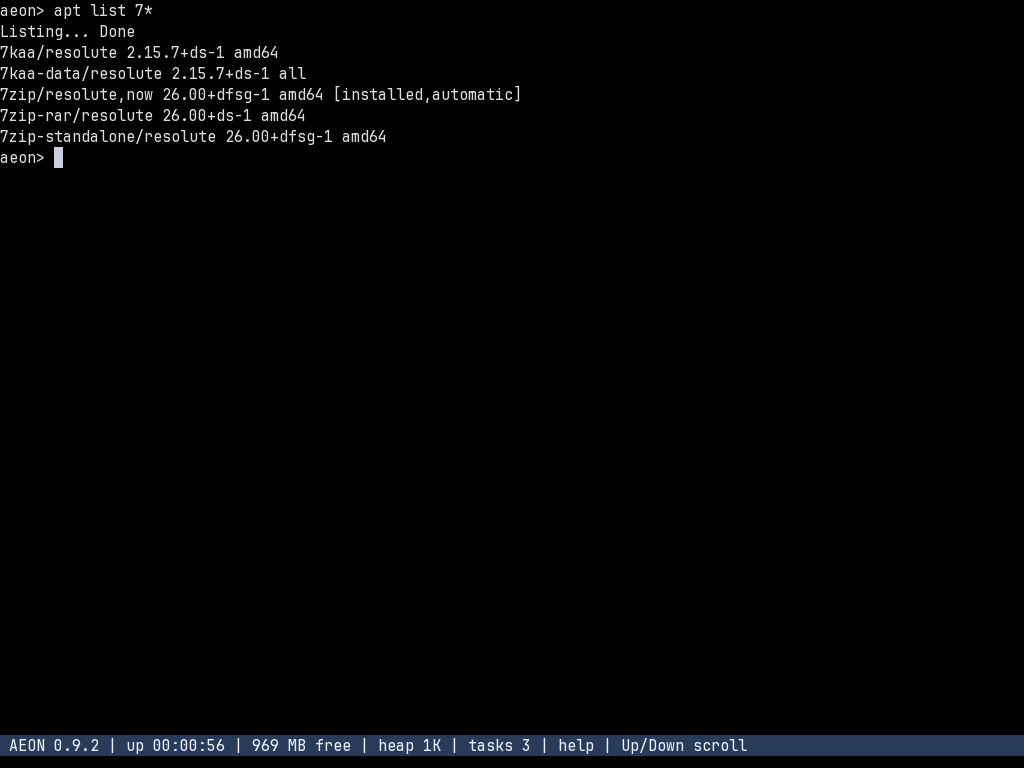 aeon> apt list 7*
Listing... Done
7kaa/resolute 2.15.7+ds-1 amd64
7kaa-data/resolute 2.15.7+ds-1 all
7zip/resolute,now 26.00+dfsg-1 amd64 [installed,automatic]
7zip-rar/resolute 26.00+ds-1 amd64
7zip-standalone/resolute 26.00+dfsg-1 amd64
aeon>
AEON 0.9.2 | up 00:00:56 | 969 MB free | heap 1K | tasks 3 | help | Up/Down scroll